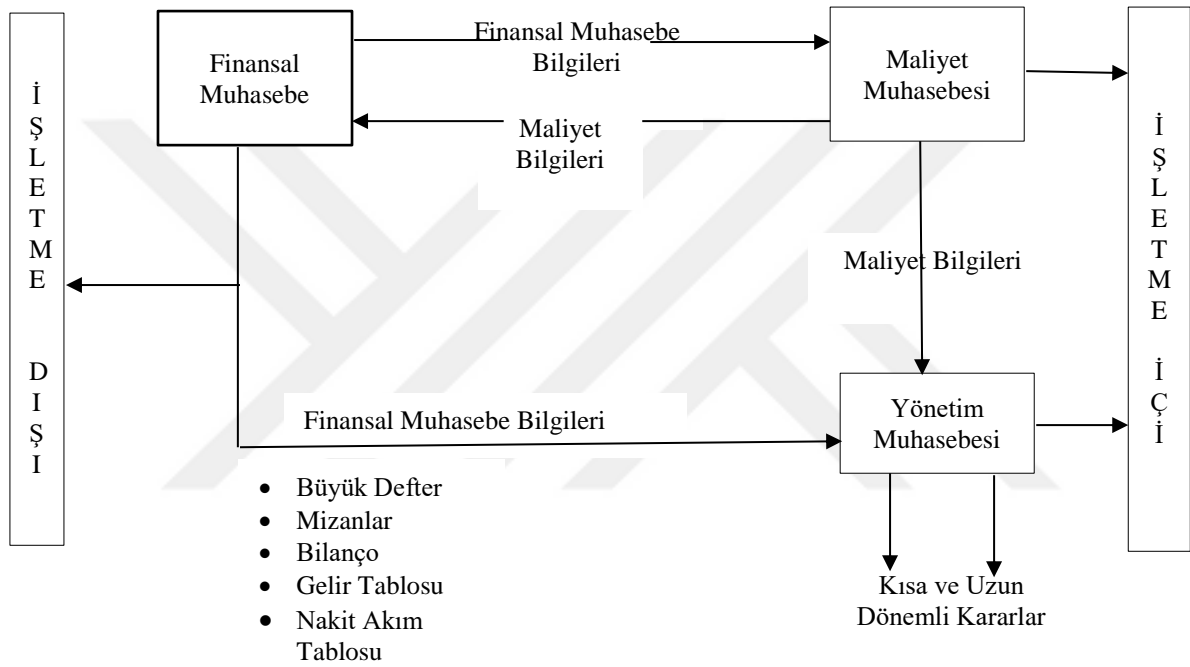 Finansal
Muhasebe
Finansal Muhasebe
Bilgileri
Maliyet
Muhasebesi
Maliyet
Bilgileri
İŞLETME DIŞI
İŞLETME İÇİ
Maliyet Bilgileri
Finansal Muhasebe Bilgileri
Yönetim
Muhasebesi
• Büyük Defter
• Mizanlar
• Bilanço
• Gelir Tablosu
• Nakit Akım
Tablosu
Kısa ve Uzun
Dönemli Kararlar